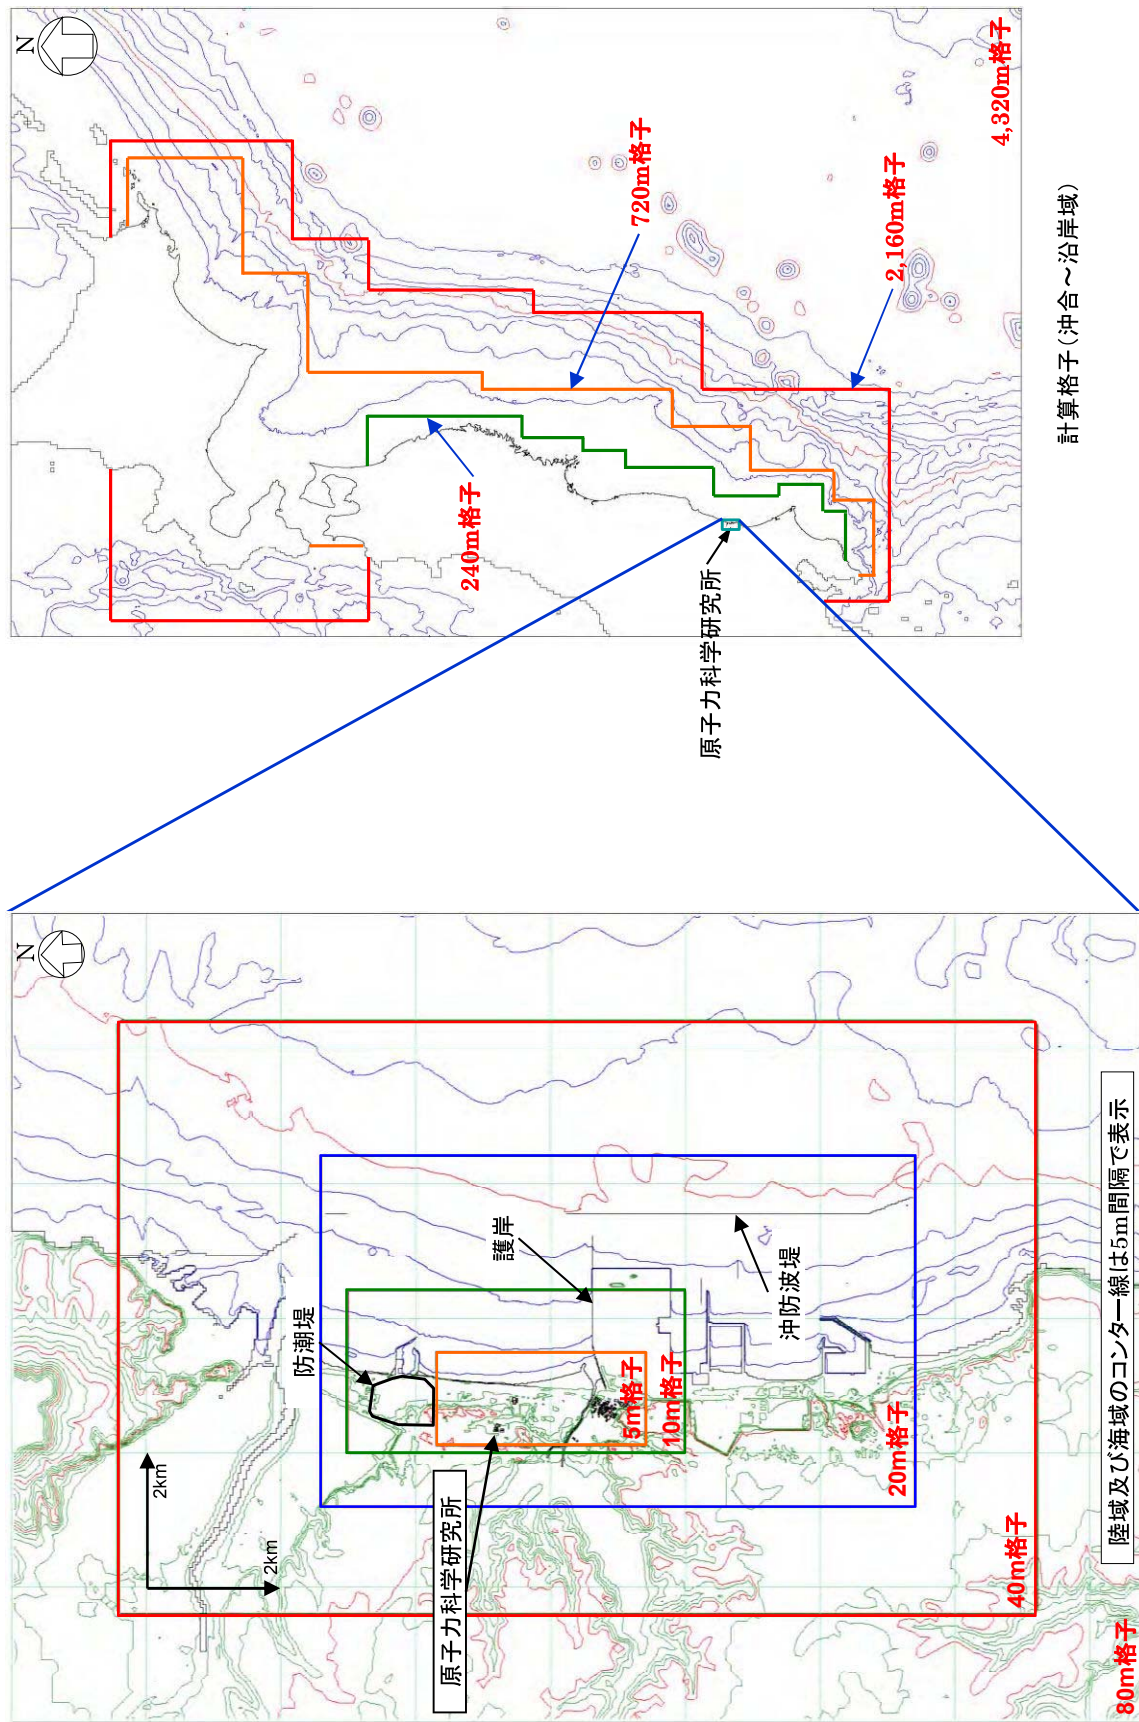 N
防潮堤
護岸
沖防波堤
2km
2km
原子力科学研究所
5m格子
10m格子
20m格子
40m格子
80m格子
陸域及び海域のコンター線は5m間隔で表示
N
720m格子
2,160m格子
4,320m格子
240m格子
原子力科学研究所
計算格子(沖合~沿岸域)